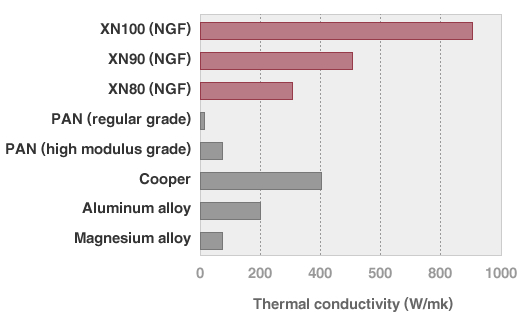 XN100 (NGF)
XN90 (NGF)
XN80 (NGF)
PAN (regular grade)
PAN (high modulus grade)
Cooper
Aluminum alloy
Magnesium alloy
0 200 400 600 800 1000
Thermal conductivity (W/mk)